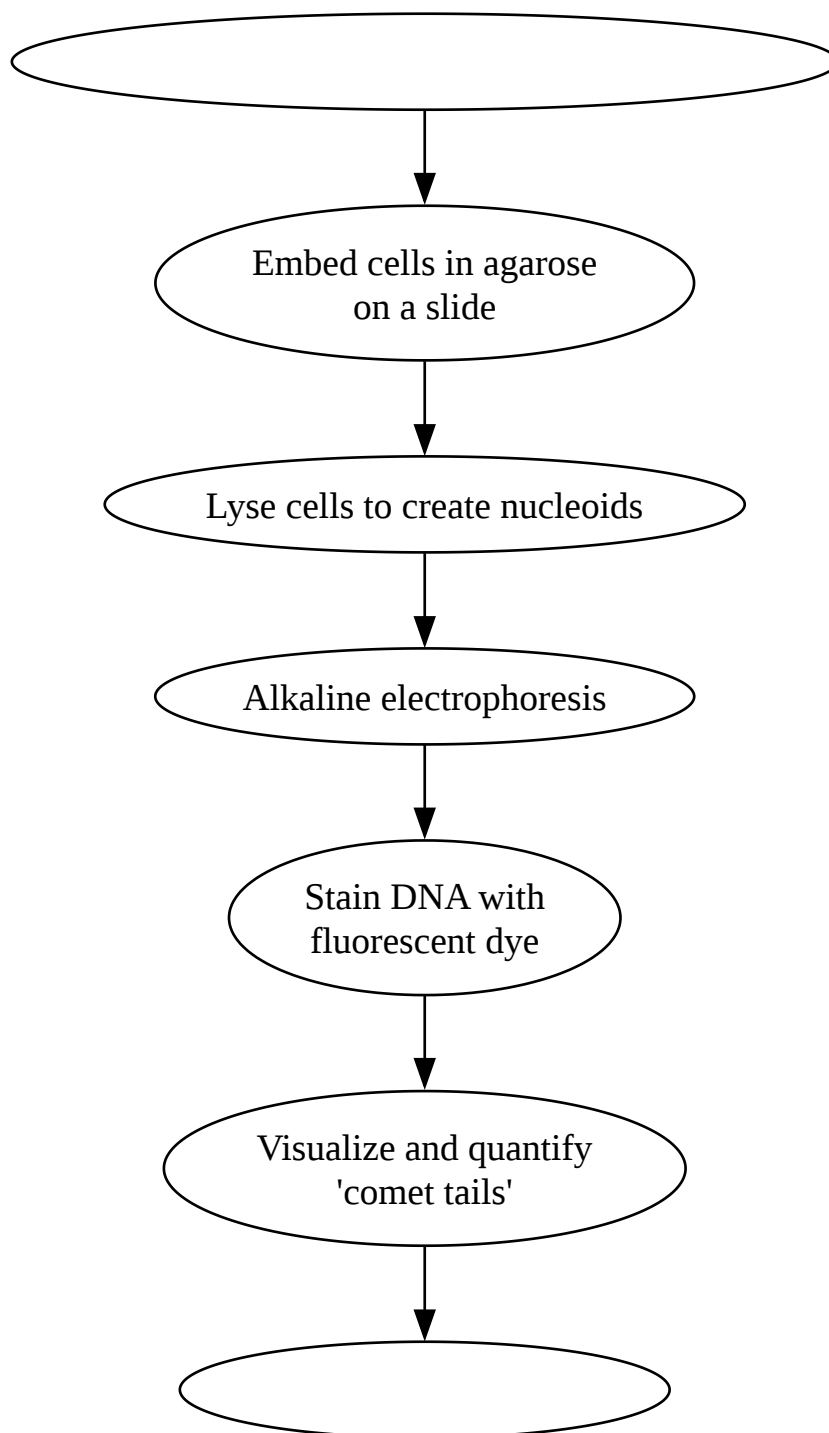 Embed cells in agarose
on a slide
Lyse cells to create nucleoids
Alkaline electrophoresis
Stain DNA with
fluorescent dye
Visualize and quantify
'comet tails'